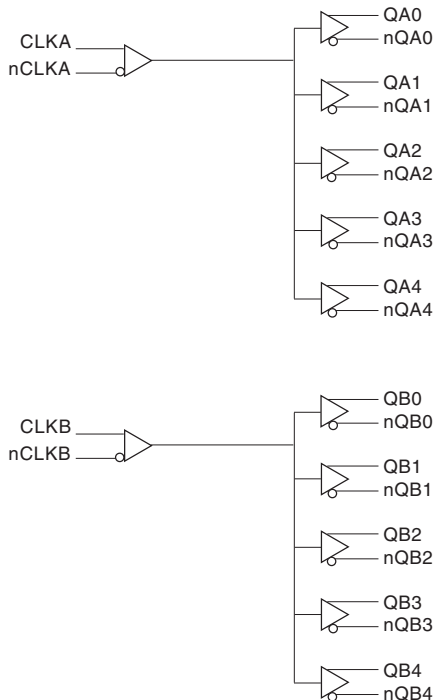 CLKA
nCLKA
QA0
nQA0
QA1
nQA1
QA2
nQA2
QA3
nQA3
QA4
nQA4
CLKB
nCLKB
QB0
nQB0
QB1
nQB1
QB2
nQB2
QB3
nQB3
QB4
nQB4